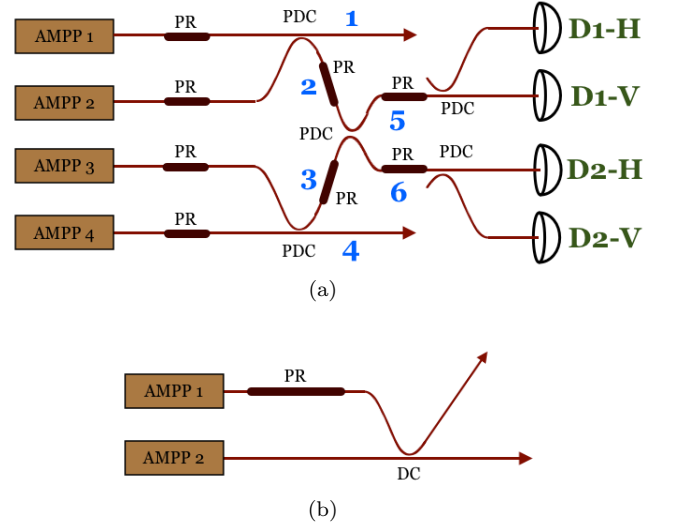 PDC 1
AMPP 1 PR D1-H
PR
AMPP 2 PR 2 PR D1-V
5 PDC
PDC PDC
AMPP 3 PR 3 PR D2-H
PR 6
AMPP 4 PR D2-V
PDC 4
(a)
PR
AMPP 1
AMPP 2
DC
(b)